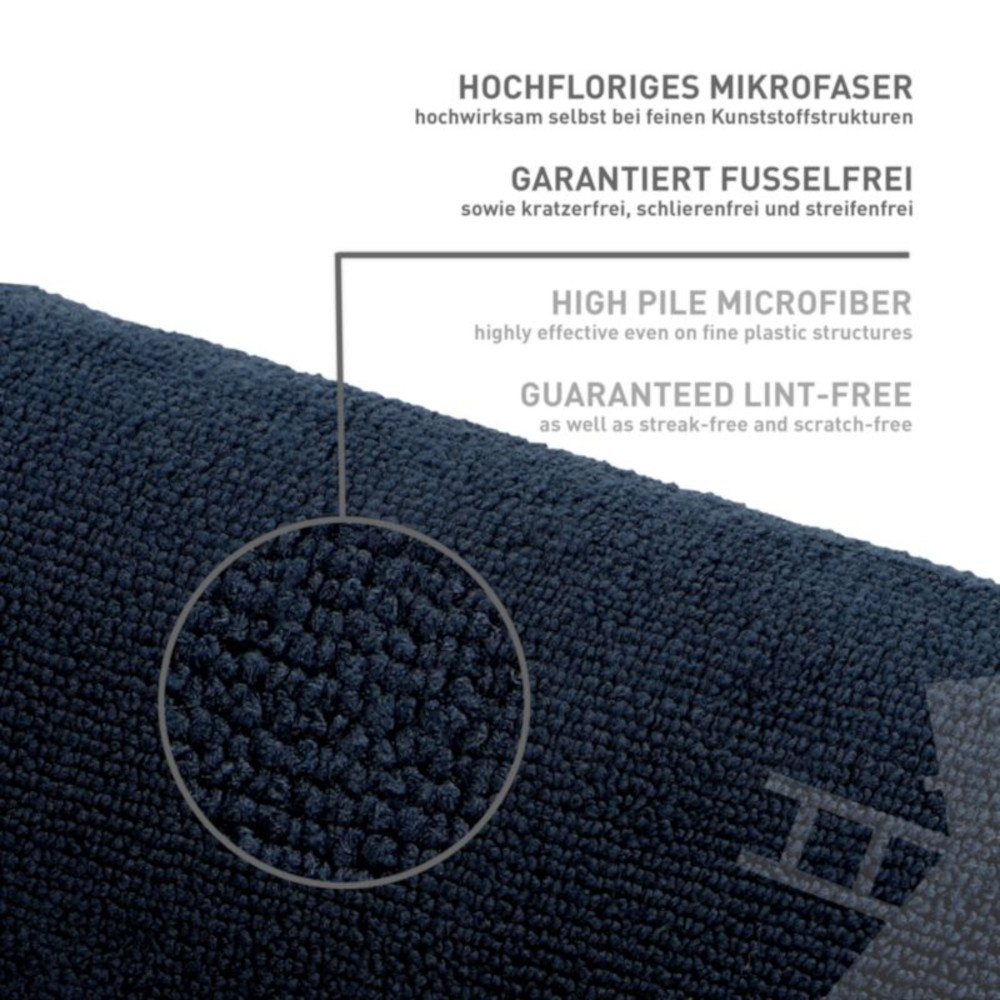 HOCHFLORIGES MIKROFASER
hochwirksam selbst bei feinen Kunststoffstrukturen
GARANTIERT FUSSELFREI
sowie kratzerfrei, schlierenfrei und streifenfrei
HIGH PILE MICROFIBER
highly effective even on fine plastic structures
GUARANTEED LINT-FREE
as well as streak-free and scratch-free